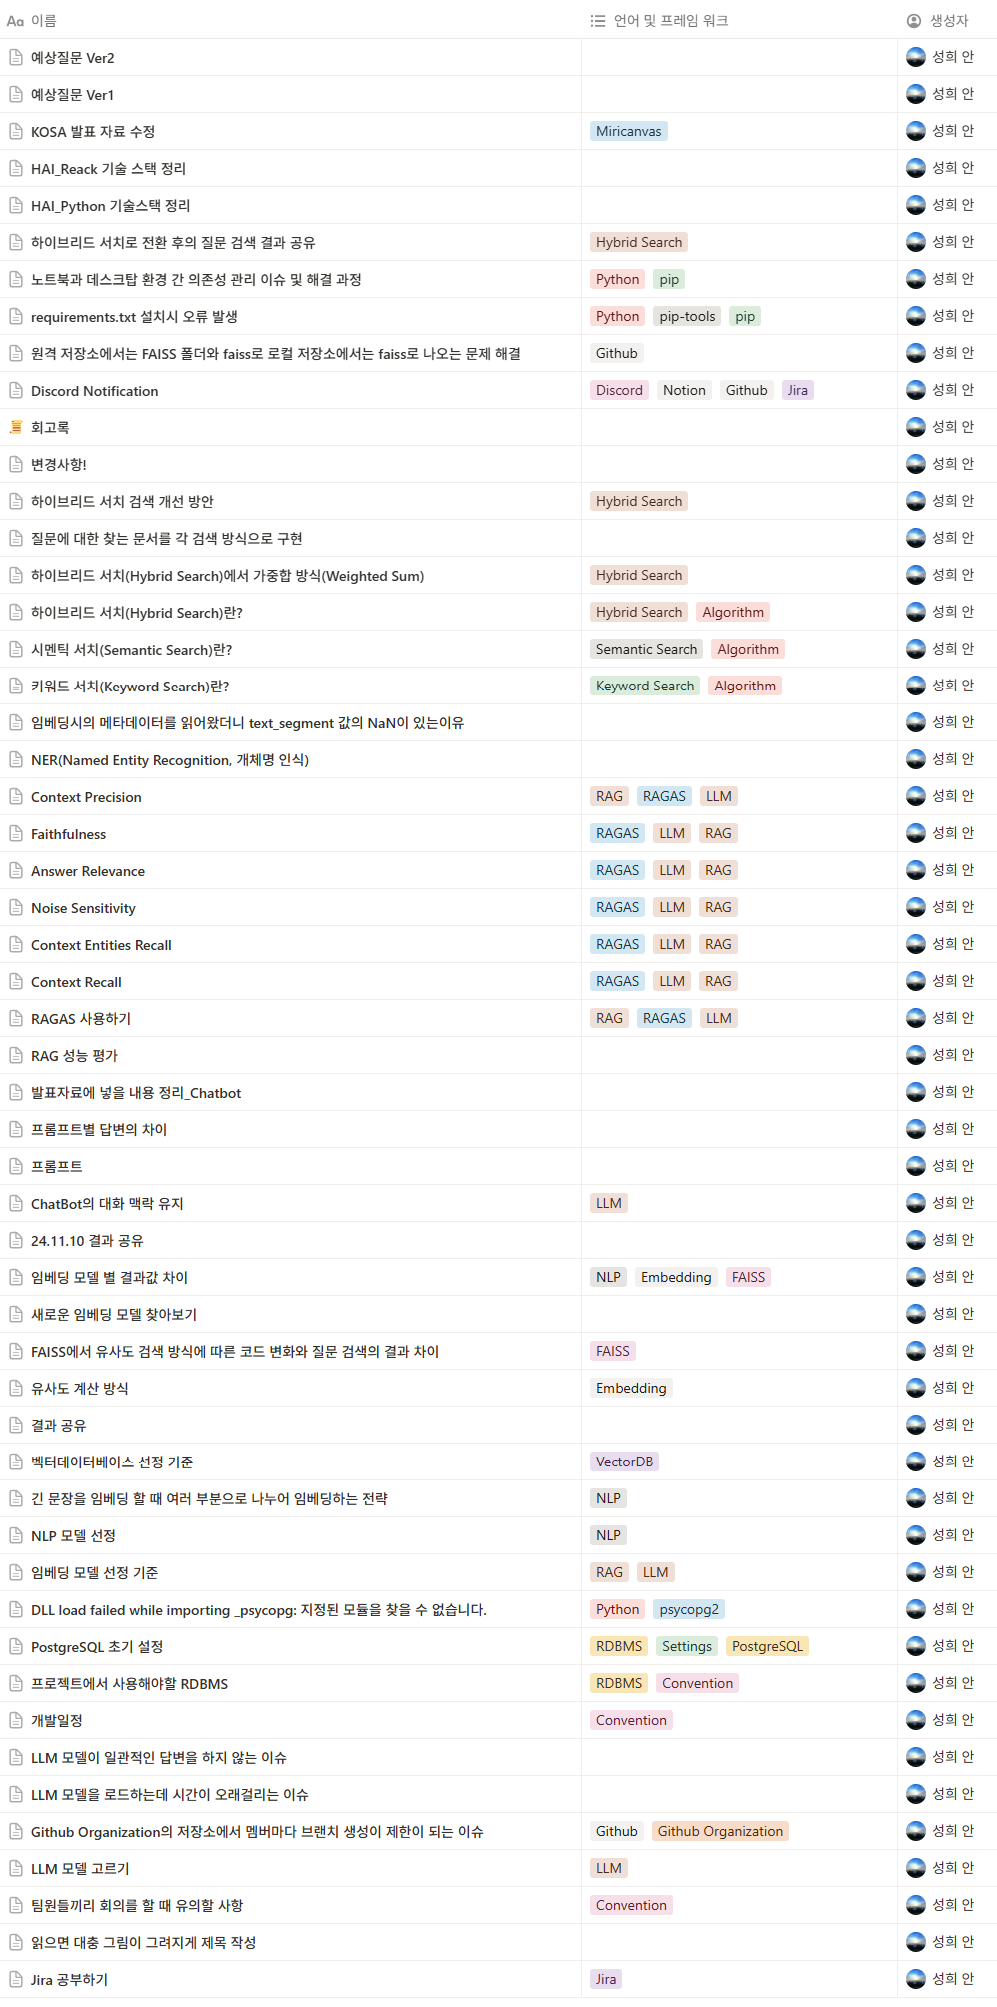 Aa 이름 언어 및 프레임 워크 생성자
예상질문 Ver2 성희 안
예상질문 Ver1 성희 안
KOSA 발표 자료 수정 Miricanvas 성희 안
HAI_Reack 기술 스택 정리 성희 안
HAI_Python 기술스택 정리 성희 안
하이브리드 서치로 전환 후의 질문 검색 결과 공유 Hybrid Search 성희 안
노트북과 데스크탑 환경 간 의존성 관리 이슈 및 해결 과정 Python pip 성희 안
requirements.txt 설치시 오류 발생 Python pip-tools pip 성희 안
원격 저장소에서는 FAISS 폴더와 faiss로 로컬 저장소에서는 faiss로 나오는 문제 해결 Github 성희 안
Discord Notification Discord Notion Github Jira 성희 안
회고록 성희 안
변경사항! 성희 안
하이브리드 서치 검색 개선 방안 Hybrid Search 성희 안
질문에 대한 찾는 문서를 각 검색 방식으로 구현 성희 안
하이브리드 서치(Hybrid Search)에서 가중합 방식(Weighted Sum) Hybrid Search 성희 안
하이브리드 서치(Hybrid Search)란? Hybrid Search Algorithm 성희 안
시멘틱 서치(Semantic Search)란? Semantic Search Algorithm 성희 안
키워드 서치(Keyword Search)란? Keyword Search Algorithm 성희 안
임베딩시의 메타데이터를 읽어왔더니 text_segment 값의 NaN이 있는이유 성희 안
NER(Named Entity Recognition, 개체명 인식) 성희 안
Context Precision RAG RAGAS LLM 성희 안
Faithfulness RAGAS LLM RAG 성희 안
Answer Relevance RAGAS LLM RAG 성희 안
Noise Sensitivity RAGAS LLM RAG 성희 안
Context Entities Recall RAGAS LLM RAG 성희 안
Context Recall RAGAS LLM RAG 성희 안
RAGAS 사용하기 RAG RAGAS LLM 성희 안
RAG 성능 평가 성희 안
발표자료에 넣을 내용 정리_Chatbot 성희 안
프롬프트별 답변의 차이 성희 안
프롬프트 성희 안
ChatBot의 대화 맥락 유지 LLM 성희 안
24.11.10 결과 공유 성희 안
임베딩 모델 별 결과값 차이 NLP Embedding FAISS 성희 안
새로운 임베딩 모델 찾아보기 성희 안
FAISS에서 유사도 검색 방식에 따른 코드 변화와 질문 검색의 결과 차이 FAISS 성희 안
유사도 계산 방식 Embedding 성희 안
결과 공유 성희 안
벡터데이터베이스 선정 기준 VectorDB 성희 안
긴 문장을 임베딩 할 때 여러 부분으로 나누어 임베딩하는 전략 NLP 성희 안
NLP 모델 선정 NLP 성희 안
임베딩 모델 선정 기준 RAG LLM 성희 안
DLL load failed while importing _psycopg: 지정된 모듈을 찾을 수 없습니다. Python psycopg2 성희 안
PostgreSQL 초기 설정 RDBMS Settings PostgreSQL 성희 안
프로젝트에서 사용해야할 RDBMS RDBMS Convention 성희 안
개발일정 Convention 성희 안
LLM 모델이 일관적인 답변을 하지 않는 이슈 성희 안
LLM 모델을 로드하는데 시간이 오래걸리는 이슈 성희 안
Github Organization의 저장소에서 멤버마다 브랜치 생성이 제한이 되는 이슈 Github Github Organization 성희 안
LLM 모델 고르기 LLM 성희 안
팀원들끼리 회의를 할 때 유의할 사항 Convention 성희 안
읽으면 대충 그림이 그려지게 제목 작성 성희 안
Jira 공부하기 Jira 성희 안